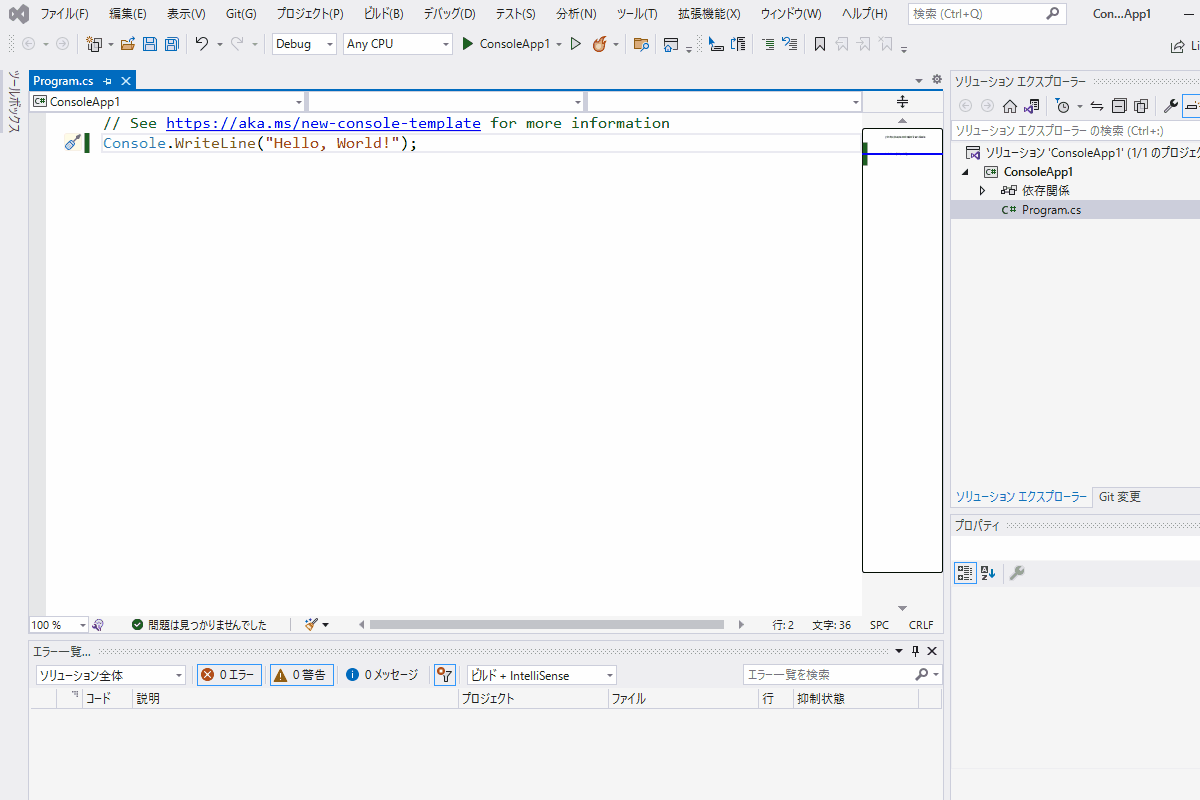 ファイル(F) 編集(E) 表示(V) Git(G) プロジェクト(P) ビルド(B) デバッグ(D) テスト(S) 分析(N) ツール(T) 拡張機能(X) ウィンドウ(W) ヘルプ(H) 検索 (Ctrl+Q) Con...App1
Debug Any CPU ConsoleApp1 Li
ツールボックス
Program.cs
ConsoleApp1
// See https://aka.ms/new-console-template for more information
Console.WriteLine("Hello, World!");
100 % 問題は見つかりませんでした 行: 2 文字: 36 SPC CRLF
ソリューション エクスプローラー
ソリューション エクスプローラー の検索 (Ctrl+:)
ソリューション 'ConsoleApp1' (1/1 のプロジェ
C# ConsoleApp1
依存関係
C# Program.cs
ソリューション エクスプローラー Git 変更
プロパティ
エラー一覧...
ソリューション全体 0 エラー 0 警告 0 メッセージ ビルド + IntelliSense エラー一覧を検索
コード 説明 プロジェクト ファイル 行 抑制状態